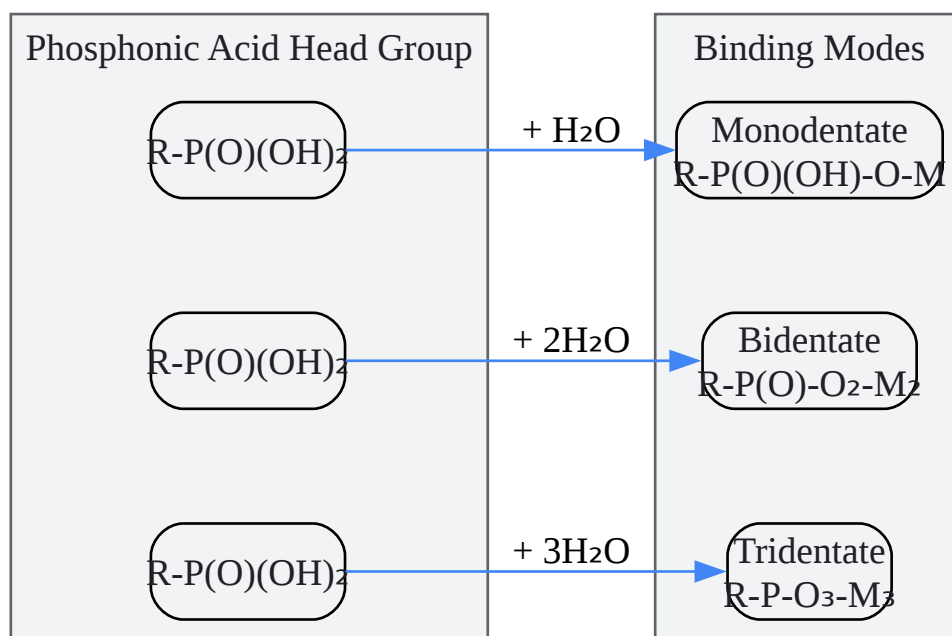 Phosphonic Acid Head Group
Binding Modes
R-P(O)(OH)₂
+ H₂O
Monodentate
R-P(O)(OH)-O-M
R-P(O)(OH)₂
+ 2H₂O
Bidentate
R-P(O)-O₂-M₂
R-P(O)(OH)₂
+ 3H₂O
Tridentate
R-P-O₃-M₃